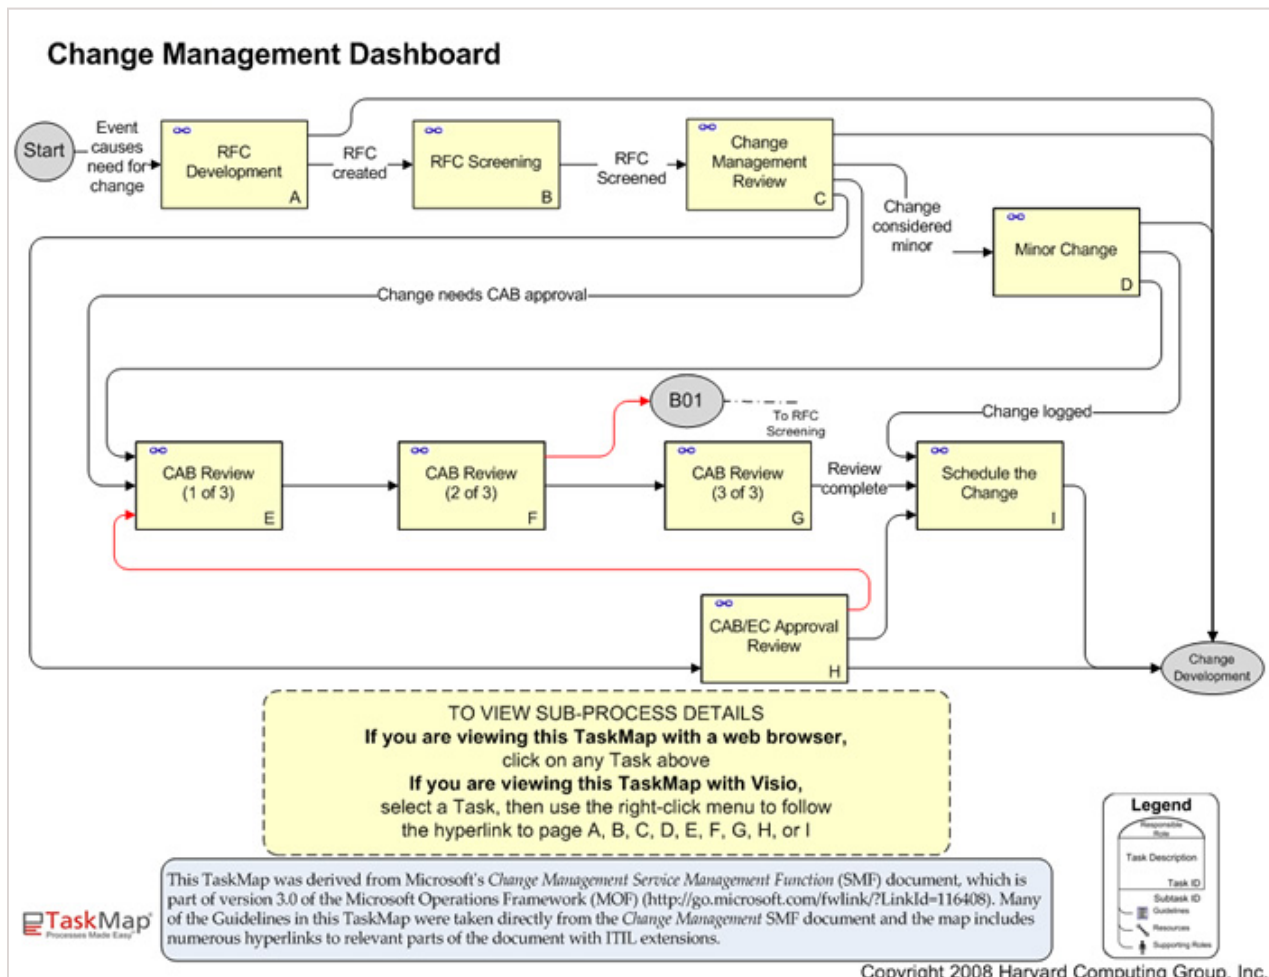 Change Management Dashboard
Start
Event
causes
need for
change
RFC
Development
A
RFC
created
RFC Screening
B
RFC
Screened
Change
Management
Review
C
Change
considered
minor
Minor Change
D
Change needs CAB approval
B01
To RFC
Screening
Change logged
CAB Review
(1 of 3)
E
CAB Review
(2 of 3)
F
CAB Review
(3 of 3)
G
Review
complete
Schedule the
Change
I
CAB/EC Approval
Review
H
Change
Development
TO VIEW SUB-PROCESS DETAILS
If you are viewing this TaskMap with a web browser,
click on any Task above
If you are viewing this TaskMap with Visio,
select a Task, then use the right-click menu to follow
the hyperlink to page A, B, C, D, E, F, G, H, or I
Legend
Responsible
Role
Task Description
Task ID
Subtask ID
Guidelines
Resources
Supporting Roles
This TaskMap was derived from Microsoft's Change Management Service Management Function (SMF) document, which is
part of version 3.0 of the Microsoft Operations Framework (MOF) (http://go.microsoft.com/fwlink/?LinkId=116408). Many
of the Guidelines in this TaskMap were taken directly from the Change Management SMF document and the map includes
numerous hyperlinks to relevant parts of the document with ITIL extensions.
TaskMap®
Processes Made Easy™
Copyright 2008 Harvard Computing Group, Inc.